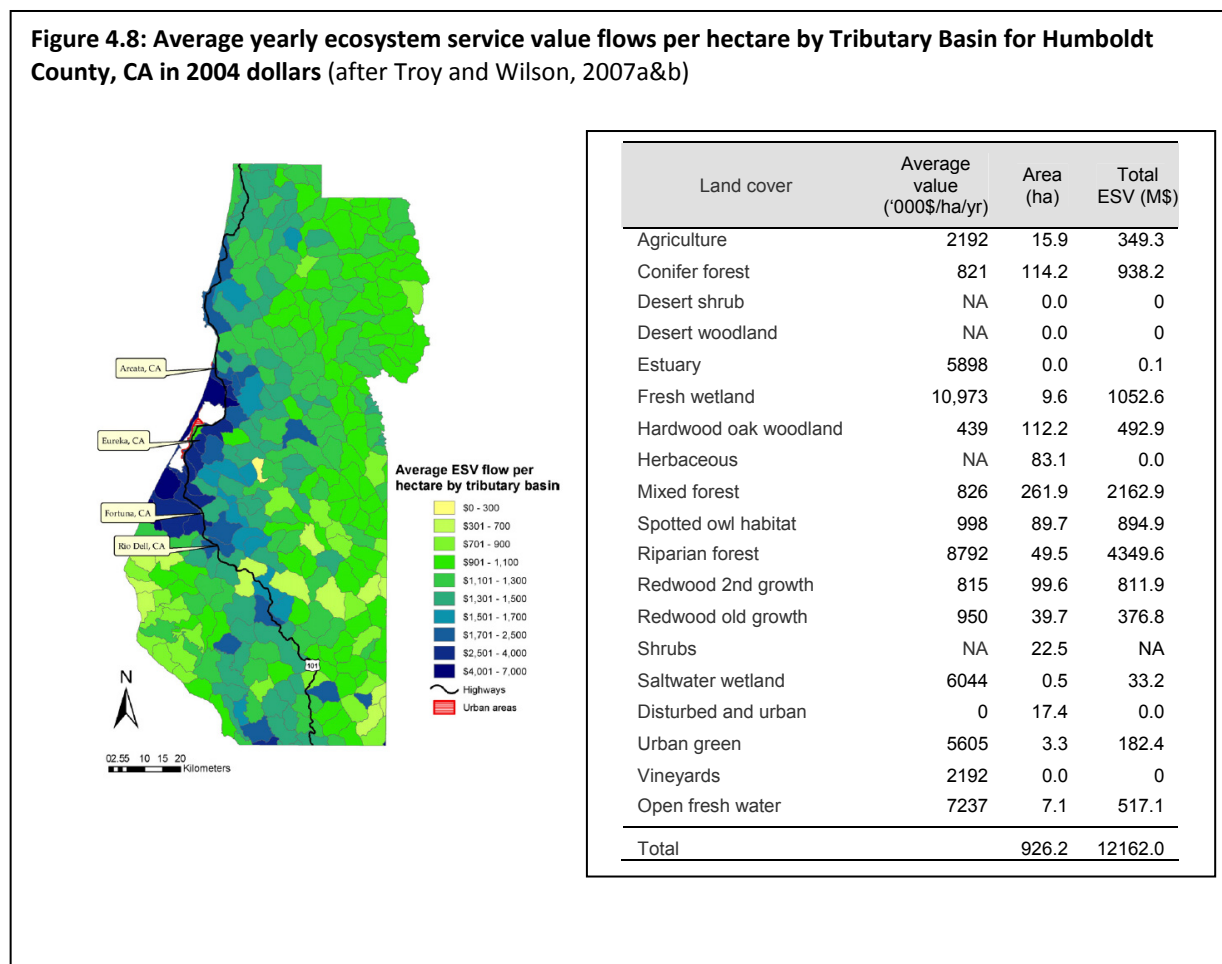 Figure 4.8: Average yearly ecosystem service value flows per hectare by Tributary Basin for Humboldt
County, CA in 2004 dollars (after Troy and Wilson, 2007a&b)
Arcata, CA
Eureka, CA
Fortuna, CA
Rio Dell, CA
101
N
02.55 10 15 20
Kilometers
Average ESV flow per
hectare by tributary basin
$0 - 300
$301 - 700
$701 - 900
$901 - 1,100
$1,101 - 1,300
$1,301 - 1,500
$1,501 - 1,700
$1,701 - 2,500
$2,501 - 4,000
$4,001 - 7,000
Highways
Urban areas
Land cover Average value ('000$/ha/yr) Area (ha) Total ESV (M$)
Agriculture 2192 15.9 349.3
Conifer forest 821 114.2 938.2
Desert shrub NA 0.0 0
Desert woodland NA 0.0 0
Estuary 5898 0.0 0.1
Fresh wetland 10,973 9.6 1052.6
Hardwood oak woodland 439 112.2 492.9
Herbaceous NA 83.1 0.0
Mixed forest 826 261.9 2162.9
Spotted owl habitat 998 89.7 894.9
Riparian forest 8792 49.5 4349.6
Redwood 2nd growth 815 99.6 811.9
Redwood old growth 950 39.7 376.8
Shrubs NA 22.5 NA
Saltwater wetland 6044 0.5 33.2
Disturbed and urban 0 17.4 0.0
Urban green 5605 3.3 182.4
Vineyards 2192 0.0 0
Open fresh water 7237 7.1 517.1
Total 926.2 12162.0